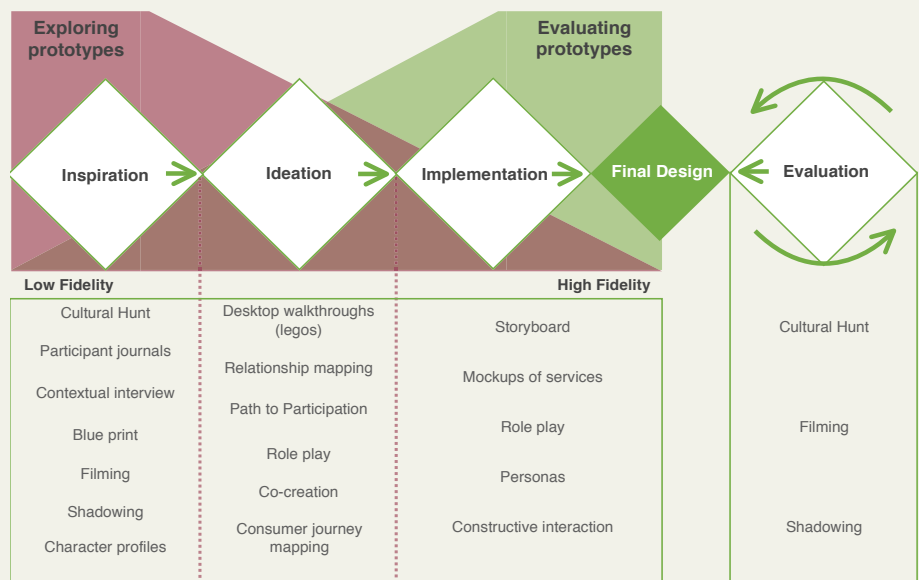 Exploring
prototypes
Evaluating
prototypes
Inspiration
Ideation
Implementation
Final Design
Evaluation
Low Fidelity
High Fidelity
Cultural Hunt
Participant journals
Contextual interview
Blue print
Filming
Shadowing
Character profiles
Desktop walkthroughs
(legos)
Relationship mapping
Path to Participation
Role play
Co-creation
Consumer journey
mapping
Storyboard
Mockups of services
Role play
Personas
Constructive interaction
Cultural Hunt
Filming
Shadowing